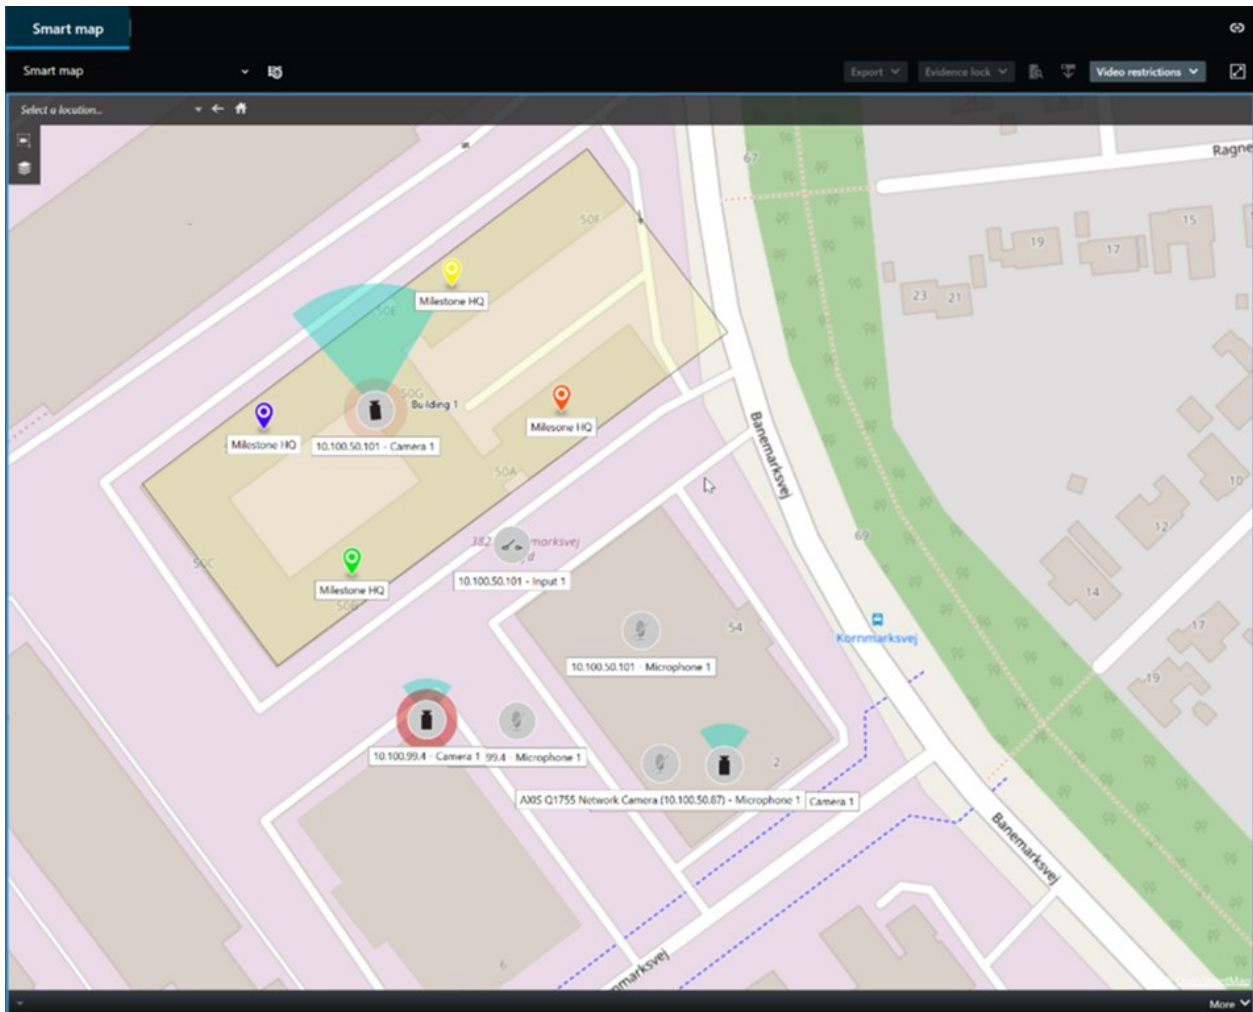 Smart map
Smart map
Export
Evidence lock
Video restrictions
Select a location...
67
Ragne
50F
15
19
17
Milestone HQ
23
21
50E
50G
Building 1
Milestone HQ
10.100.50.101 - Camera 1
Milesone HQ
Banemarksvej
50A
10
12
382
marksvej
69
50C
10.100.50.101 - Input 1
Milestone HQ
50B
14
54
Kornmarksvej
17
10.100.50.101 - Microphone 1
19
10.100.99.4 - Camera 1
99.4 - Microphone 1
2
AXIS Q1755 Network Camera (10.100.50.87) - Microphone 1
Camera 1
Banemarksvej
6
nmarksvej
More